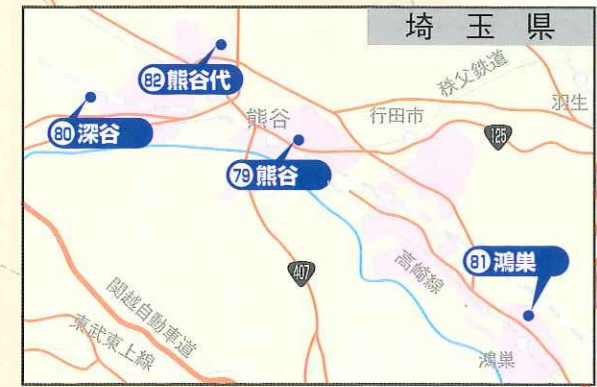 埼玉県
82熊谷代
80深谷
熊谷
79熊谷
行田市
秩父鉄道
羽生
125
407
高崎線
81鴻巣
鴻巣
関越自動車道
東武東上線